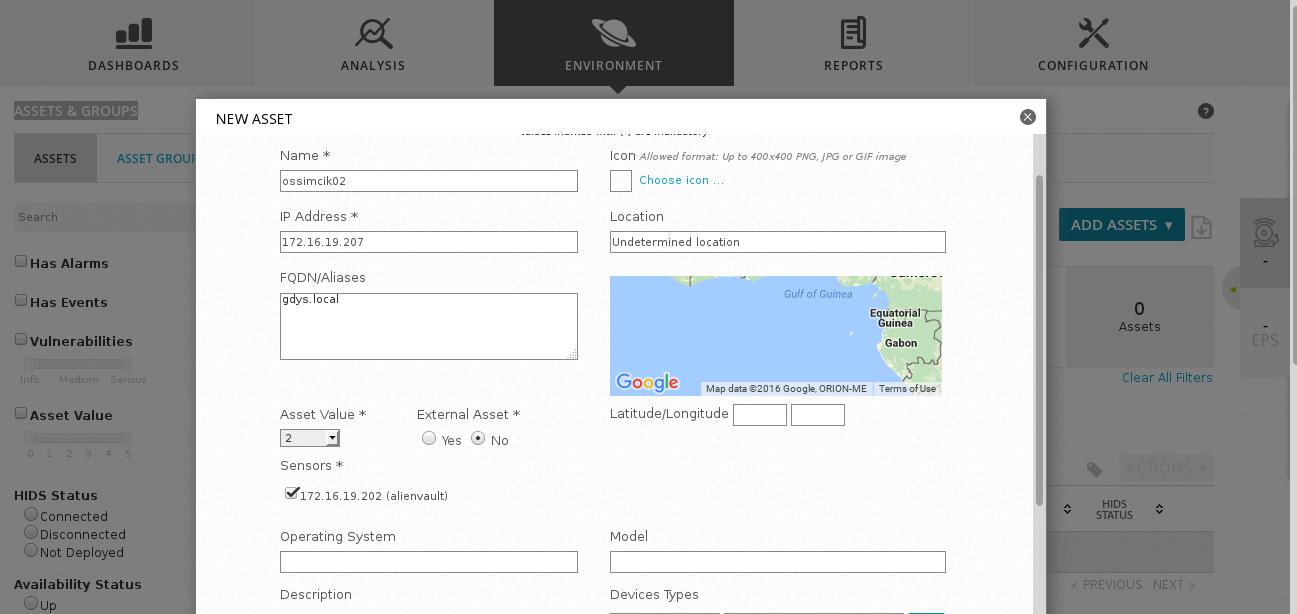 DASHBOARDS
ANALYSIS
ENVIRONMENT
REPORTS
CONFIGURATION
ASSETS & GROUPS
?
ASSETS
ASSET GROUP
Search
Has Alarms
Has Events
Vulnerabilities
Info Medium Serious
Asset Value
0 1 2 3 4 5
HIDS Status
Connected
Disconnected
Not Deployed
Availability Status
Up
NEW ASSET
Name *
ossimcik02
Icon Allowed format: Up to 400x400 PNG, JPG or GIF image
Choose icon ...
IP Address *
172.16.19.207
Location
Undetermined location
FQDN/Aliases
gdys.local
Gulf of Guinea
Equatorial
Guinea
Gabon
Google
Map data ©2016 Google, ORION-ME
Terms of Use
Asset Value *
2
External Asset *
Yes No
Latitude/Longitude
Sensors *
172.16.19.202 (alienvault)
Operating System
Model
Description
Devices Types
ADD ASSETS
0
Assets
Clear All Filters
ACTIONS
HIDS
STATUS
< PREVIOUS NEXT >
-
-
EPS